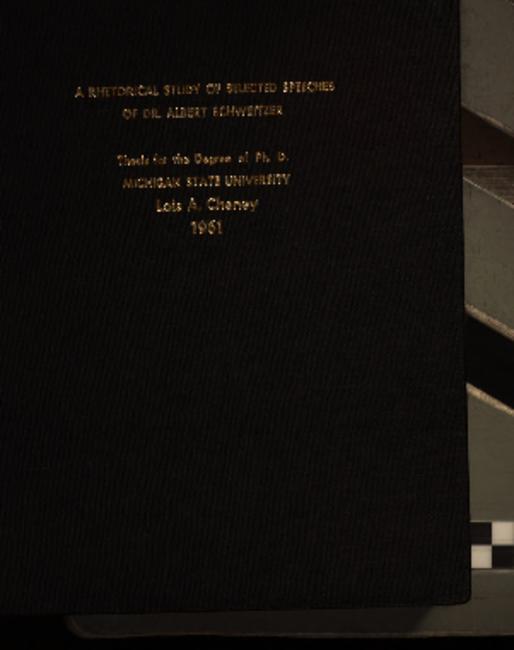 A RHETORICAL STUDY OF SELECTED SPEECHES
OF DR. ALBERT SCHWEITZER
Thesis for the Degree of Ph. D.
MICHIGAN STATE UNIVERSITY
Lois A. Cheney
1961